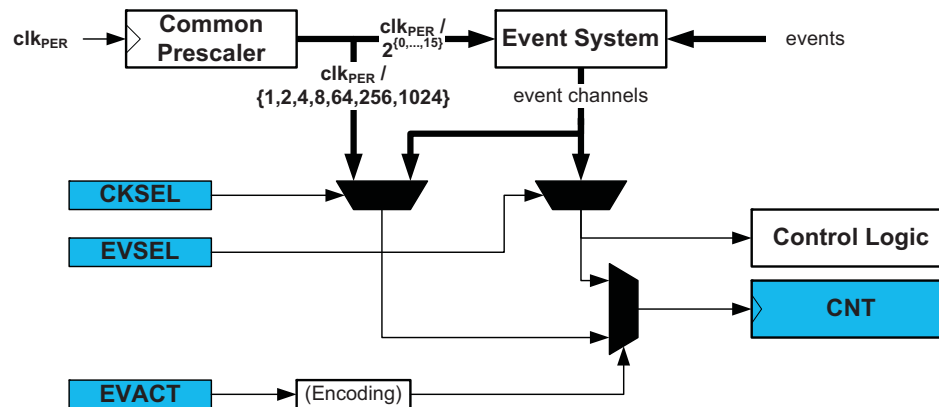 clkPER
Common
Prescaler
clkPER /
2{0,...,15}
Event System
events
clkPER /
{1,2,4,8,64,256,1024}
event channels
CKSEL
EVSEL
Control Logic
CNT
EVACT
(Encoding)